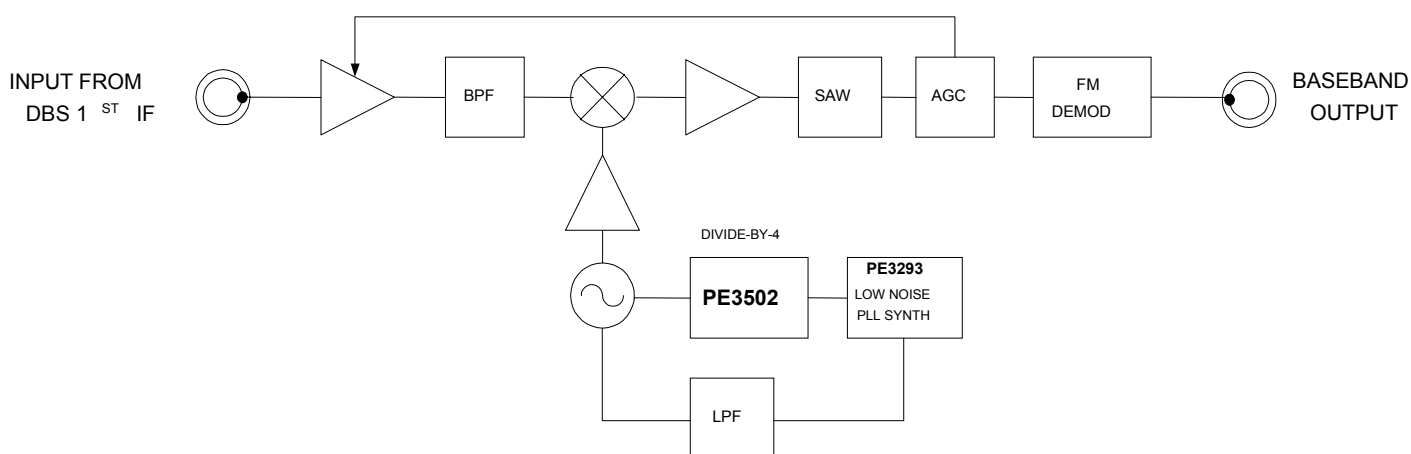 INPUT FROM
DBS 1 ST IF
BPF
SAW
AGC
FM
DEMOD
BASEBAND
OUTPUT
DIVIDE-BY-4
PE3502
PE3293
LOW NOISE
PLL SYNTH
LPF